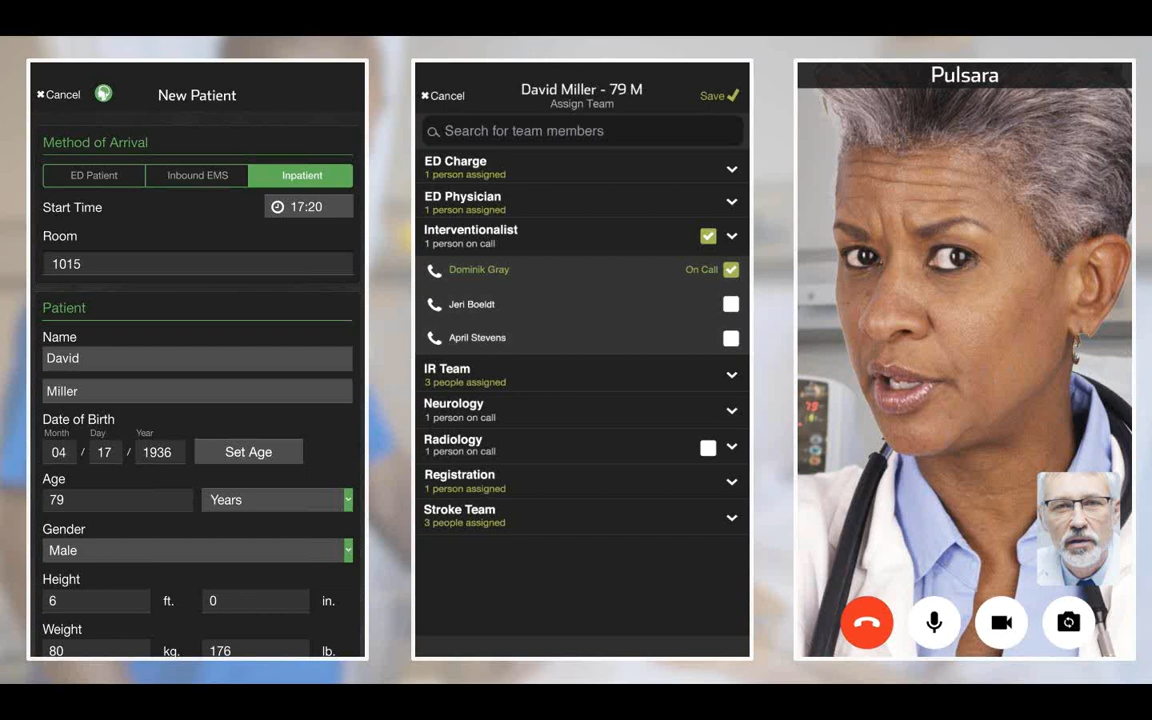 ✖Cancel
New Patient
Method of Arrival
ED Patient
Inbound EMS
Inpatient
Start Time
17:20
Room
1015
Patient
Name
David
Miller
Date of Birth
Month Day Year
04 / 17 / 1936
Set Age
Age
79
Years
Gender
Male
Height
6 ft. 0 in.
Weight
80 kg. 176 lb.
✖Cancel
David Miller - 79 M
Assign Team
Save✓
Search for team members
ED Charge
1 person assigned
ED Physician
1 person assigned
Interventionalist
1 person on call
Dominik Gray
On Call
Jeri Boeldt
April Stevens
IR Team
3 people assigned
Neurology
1 person on call
Radiology
1 person on call
Registration
1 person assigned
Stroke Team
3 people assigned
Pulsara